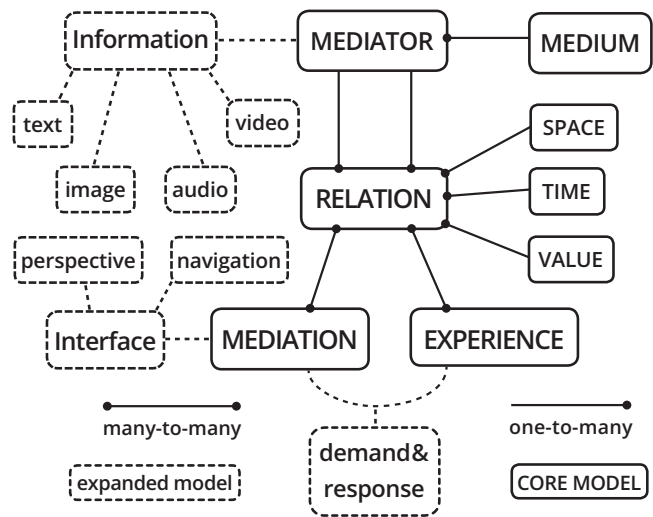 Information
MEDIATOR
MEDIUM
text
video
SPACE
image
audio
RELATION
TIME
perspective
navigation
VALUE
Interface
MEDIATION
EXPERIENCE
many-to-many
one-to-many
demand&
response
expanded model
CORE MODEL